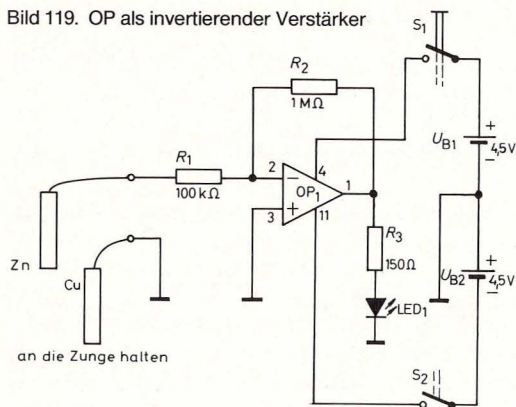 Bild 119. OP als invertierender Verstärker
S1
R2
1 MΩ
+
UB1
4,5V
−
R1
100 kΩ
2
−
4
OP1
1
3
+
11
R3
150Ω
+
UB2
4,5V
−
Zn
Cu
LED1
an die Zunge halten
S2